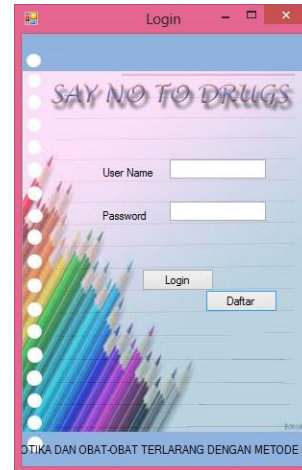 Login
SAY NO TO DRUGS
User Name
Password
Login
Daftar
OTIKA DAN OBAT-OBAT TERLARANG DENGAN METODE